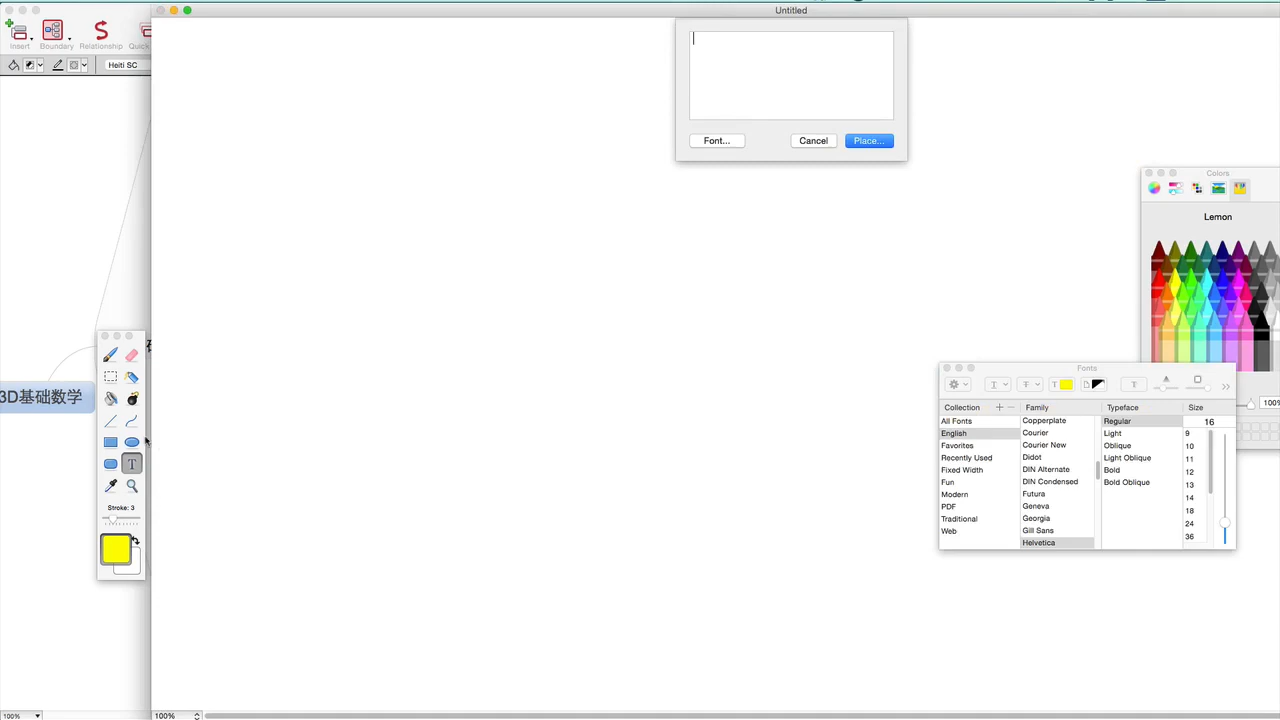 Untitled
Insert
Boundary
Relationship
Quick
Heiti SC
Font...
Cancel
Place...
Colors
Lemon
3D基础数学
Stroke: 3
Fonts
Collection
Family
Typeface
Size
All Fonts
English
Favorites
Recently Used
Fixed Width
Fun
Modern
PDF
Traditional
Web
Copperplate
Courier
Courier New
Didot
DIN Alternate
DIN Condensed
Futura
Geneva
Georgia
Gill Sans
Helvetica
Regular
Light
Oblique
Light Oblique
Bold
Bold Oblique
16
9
10
11
12
13
14
18
24
36
100%
100%
100%